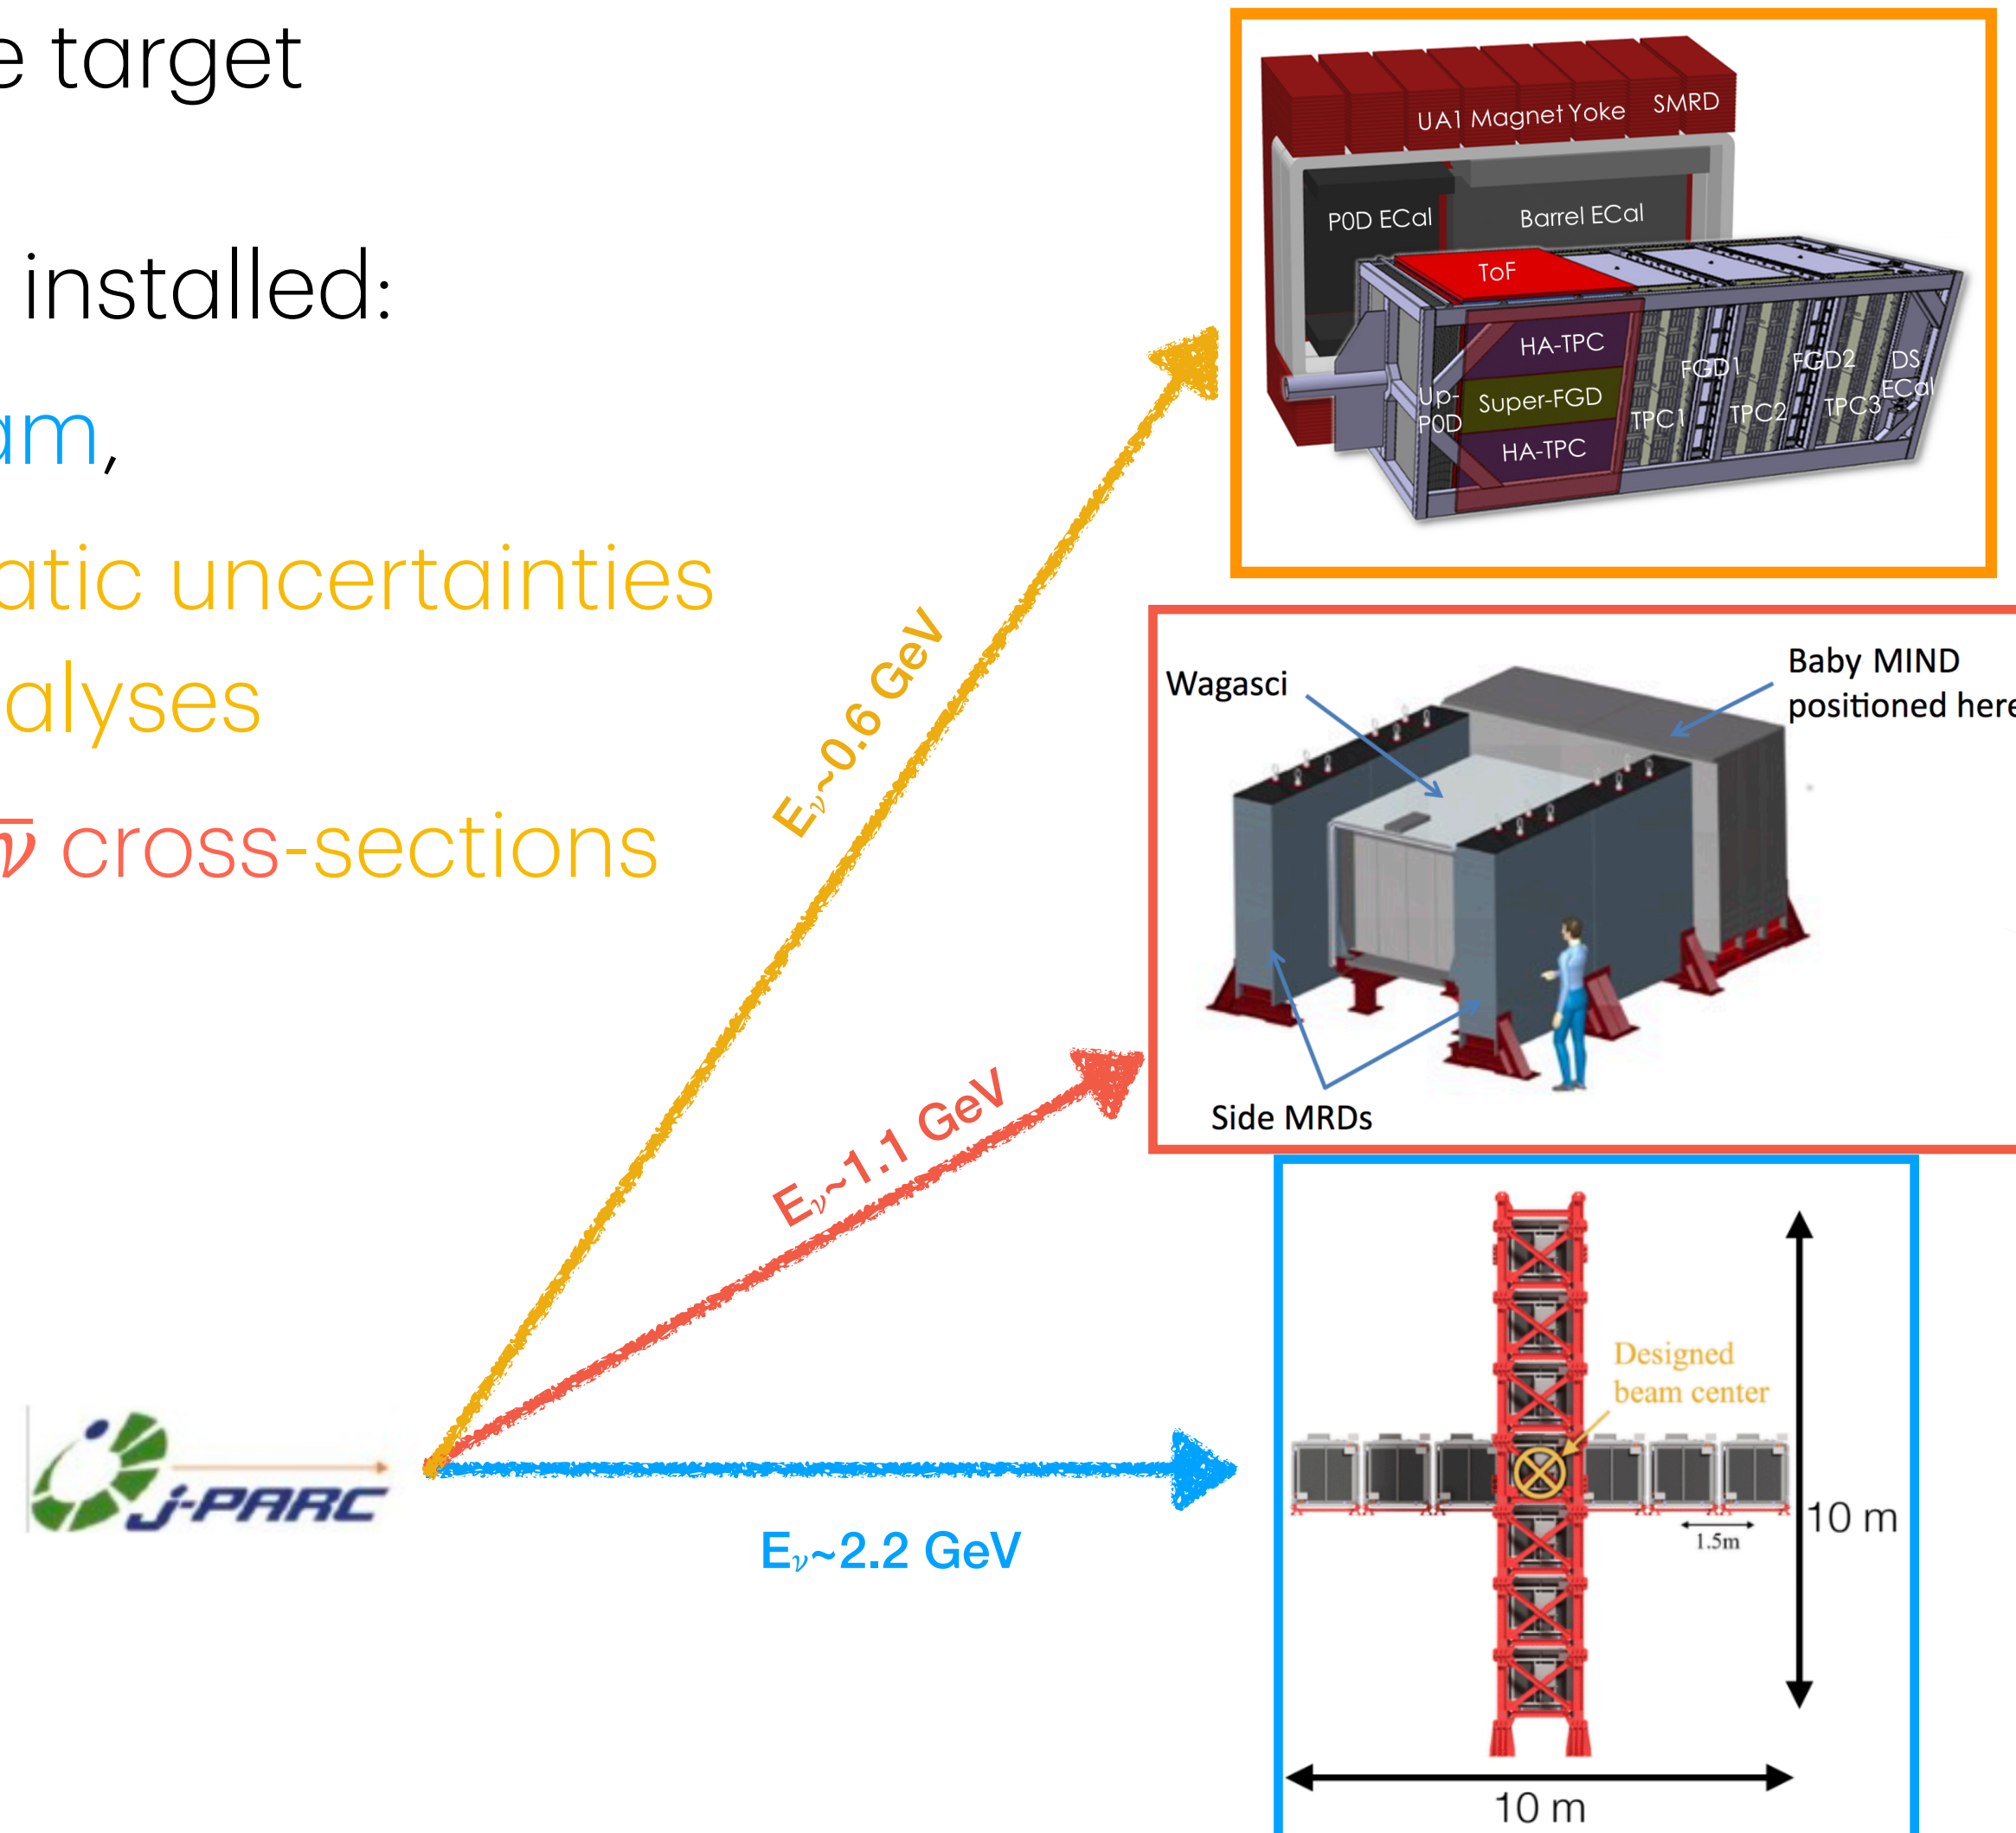 e target
installed:
am,
atic uncertainties
alyses
ν̅ cross-sections
UA1 Magnet Yoke SMRD
P0D ECal
Barrel ECal
ToF
HA-TPC
Super-FGD
HA-TPC
Up-
P0D
TPC1
FGD1
TPC2
FGD2
TPC3
DS
ECal
Eν~0.6 GeV
Wagasci
Baby MIND
positioned here
Side MRDs
Eν~1.1 GeV
Designed
beam center
j-PARC
Eν~2.2 GeV
1.5m
10 m
10 m